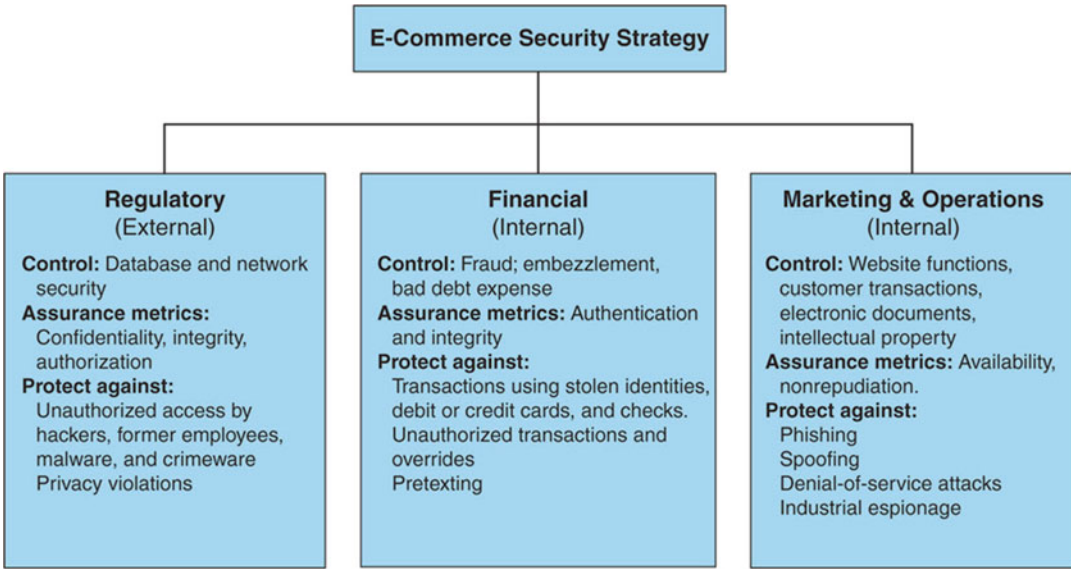 E-Commerce Security Strategy
Regulatory
(External)
Control: Database and network
security
Assurance metrics:
Confidentiality, integrity,
authorization
Protect against:
Unauthorized access by
hackers, former employees,
malware, and crimeware
Privacy violations
Financial
(Internal)
Control: Fraud; embezzlement,
bad debt expense
Assurance metrics: Authentication
and integrity
Protect against:
Transactions using stolen identities,
debit or credit cards, and checks.
Unauthorized transactions and
overrides
Pretexting
Marketing & Operations
(Internal)
Control: Website functions,
customer transactions,
electronic documents,
intellectual property
Assurance metrics: Availability,
nonrepudiation.
Protect against:
Phishing
Spoofing
Denial-of-service attacks
Industrial espionage